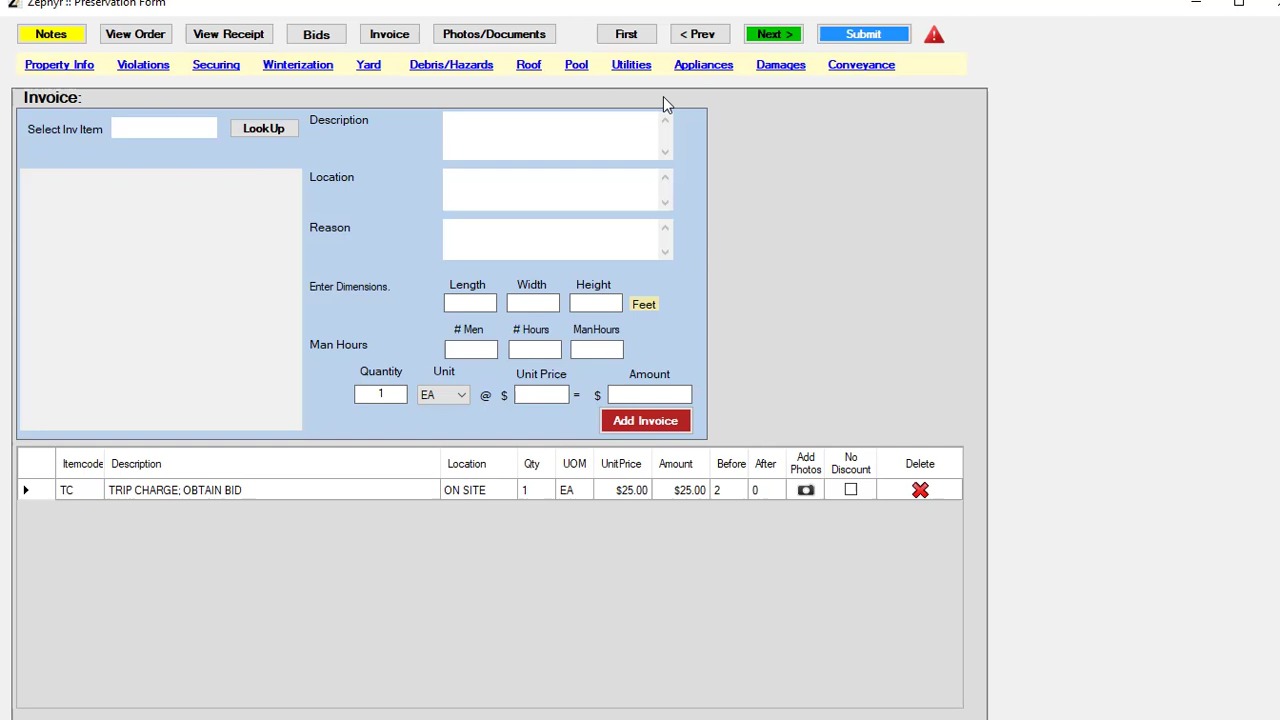 Zephyr :: Preservation Form
Notes View Order View Receipt Bids Invoice Photos/Documents First < Prev Next > Submit
Property Info Violations Securing Winterization Yard Debris/Hazards Roof Pool Utilities Appliances Damages Conveyance
Invoice:
Select Inv Item LookUp Description
Location
Reason
Enter Dimensions. Length Width Height Feet
Man Hours # Men # Hours ManHours
Quantity Unit Unit Price Amount
1 EA @ $ = $
Add Invoice
Itemcode Description Location Qty UOM UnitPrice Amount Before After Add Photos No Discount Delete
TC TRIP CHARGE; OBTAIN BID ON SITE 1 EA $25.00 $25.00 2 0